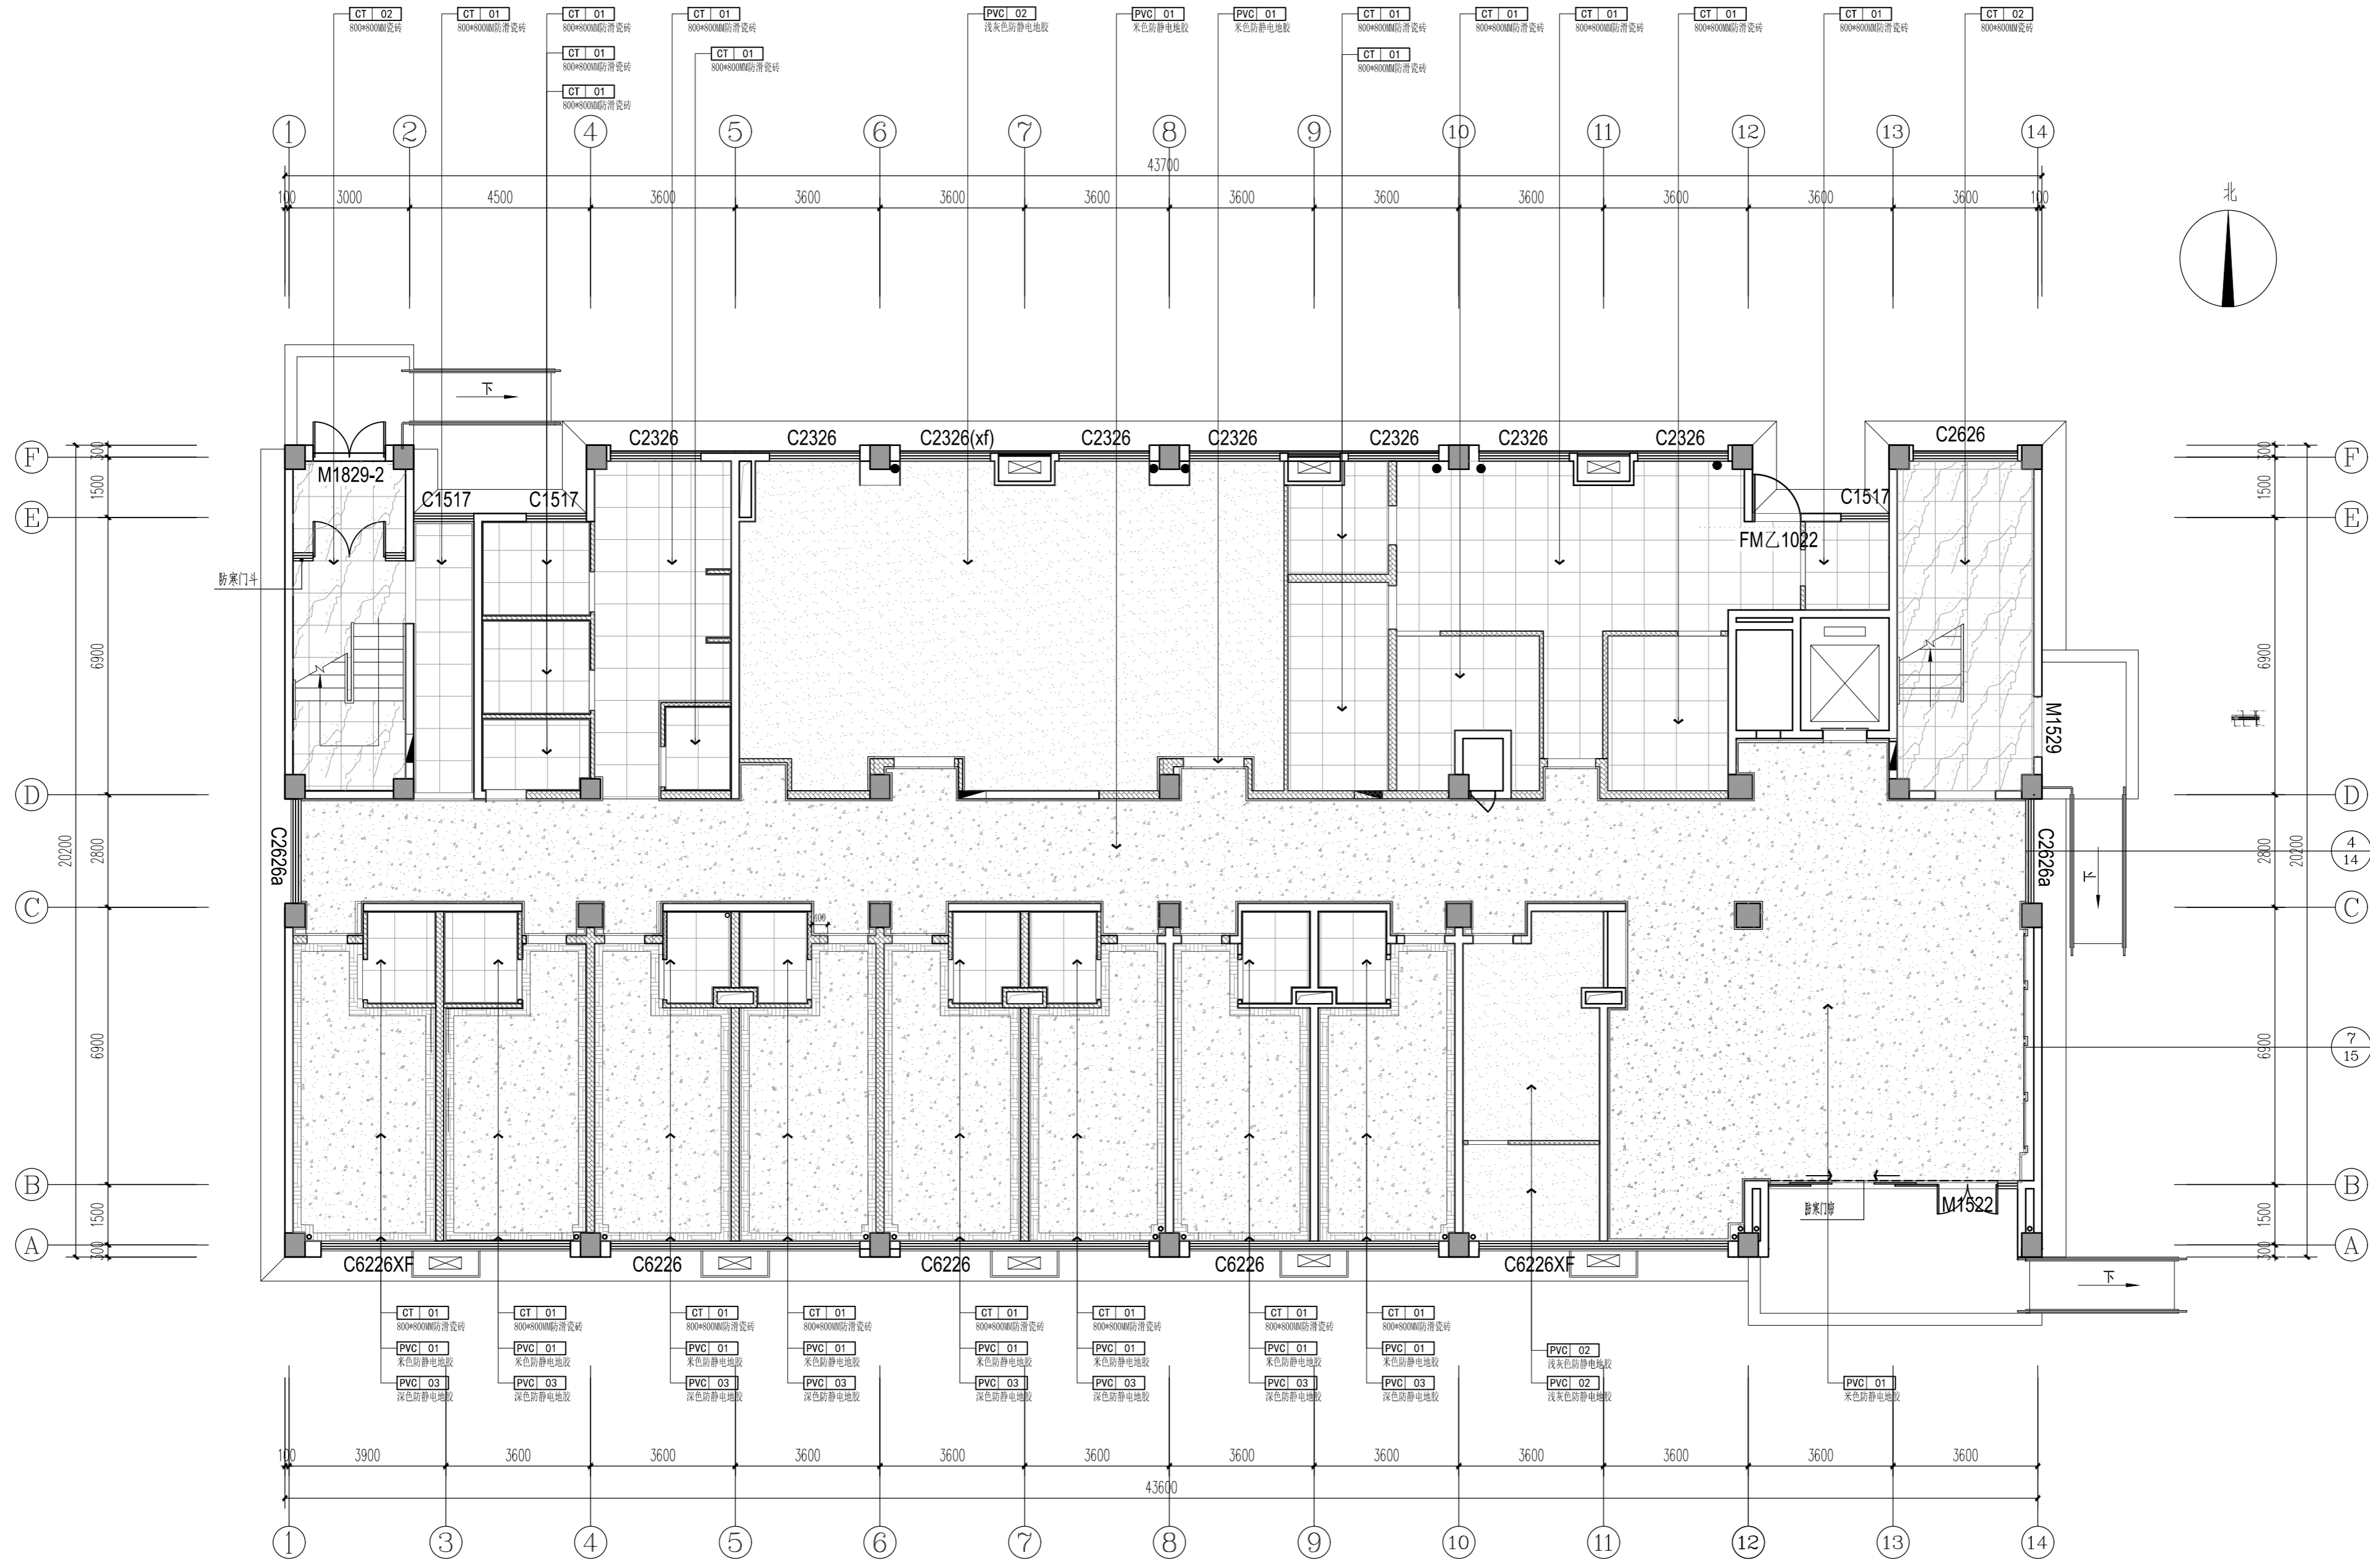 CT 02
800*800MM瓷砖
CT 01
800*800MM防滑瓷砖
CT 01
800*800MM防滑瓷砖
CT 01
800*800MM防滑瓷砖
CT 01
800*800MM防滑瓷砖
CT 01
800*800MM防滑瓷砖
CT 01
800*800MM防滑瓷砖
PVC 02
浅灰色防静电地胶
PVC 01
米色防静电地胶
PVC 01
米色防静电地胶
CT 01
800*800MM防滑瓷砖
CT 01
800*800MM防滑瓷砖
CT 01
800*800MM防滑瓷砖
CT 01
800*800MM防滑瓷砖
CT 01
800*800MM防滑瓷砖
CT 01
800*800MM防滑瓷砖
CT 02
800*800MM瓷砖
1 2 4 5 6 7 8 9 10 11 12 13 14
43700
100 3000 4500 3600 3600 3600 3600 3600 3600 3600 3600 3600 3600 100
北
下
C2326 C2326 C2326(xf) C2326 C2326 C2326 C2326 C2326 C2626
F
300
M1829-2
1500
C1517 C1517 C1517
E
FM乙1022
防寒门斗
6900
M1529
D
20200
2800
C2626a
C
400
6900
B
1500
A
300
F
300
1500
E
6900
D
2800
20200
C2626a
4
14
下
C
6900
7
15
B
1500
A
300
防寒门帘
M1522
C6226XF C6226 C6226 C6226 C6226XF
下
CT 01
800*800MM防滑瓷砖
PVC 01
米色防静电地胶
PVC 03
深色防静电地胶
CT 01
800*800MM防滑瓷砖
PVC 01
米色防静电地胶
PVC 03
深色防静电地胶
CT 01
800*800MM防滑瓷砖
PVC 01
米色防静电地胶
PVC 03
深色防静电地胶
CT 01
800*800MM防滑瓷砖
PVC 01
米色防静电地胶
PVC 03
深色防静电地胶
CT 01
800*800MM防滑瓷砖
PVC 01
米色防静电地胶
PVC 03
深色防静电地胶
CT 01
800*800MM防滑瓷砖
PVC 01
米色防静电地胶
PVC 03
深色防静电地胶
CT 01
800*800MM防滑瓷砖
PVC 01
米色防静电地胶
PVC 03
深色防静电地胶
CT 01
800*800MM防滑瓷砖
PVC 01
米色防静电地胶
PVC 03
深色防静电地胶
PVC 02
浅灰色防静电地胶
PVC 02
浅灰色防静电地胶
PVC 01
米色防静电地胶
100 3900 3600 3600 3600 3600 3600 3600 3600 3600 3600 3600 3600
43600
1 3 4 5 6 7 8 9 10 11 12 13 14